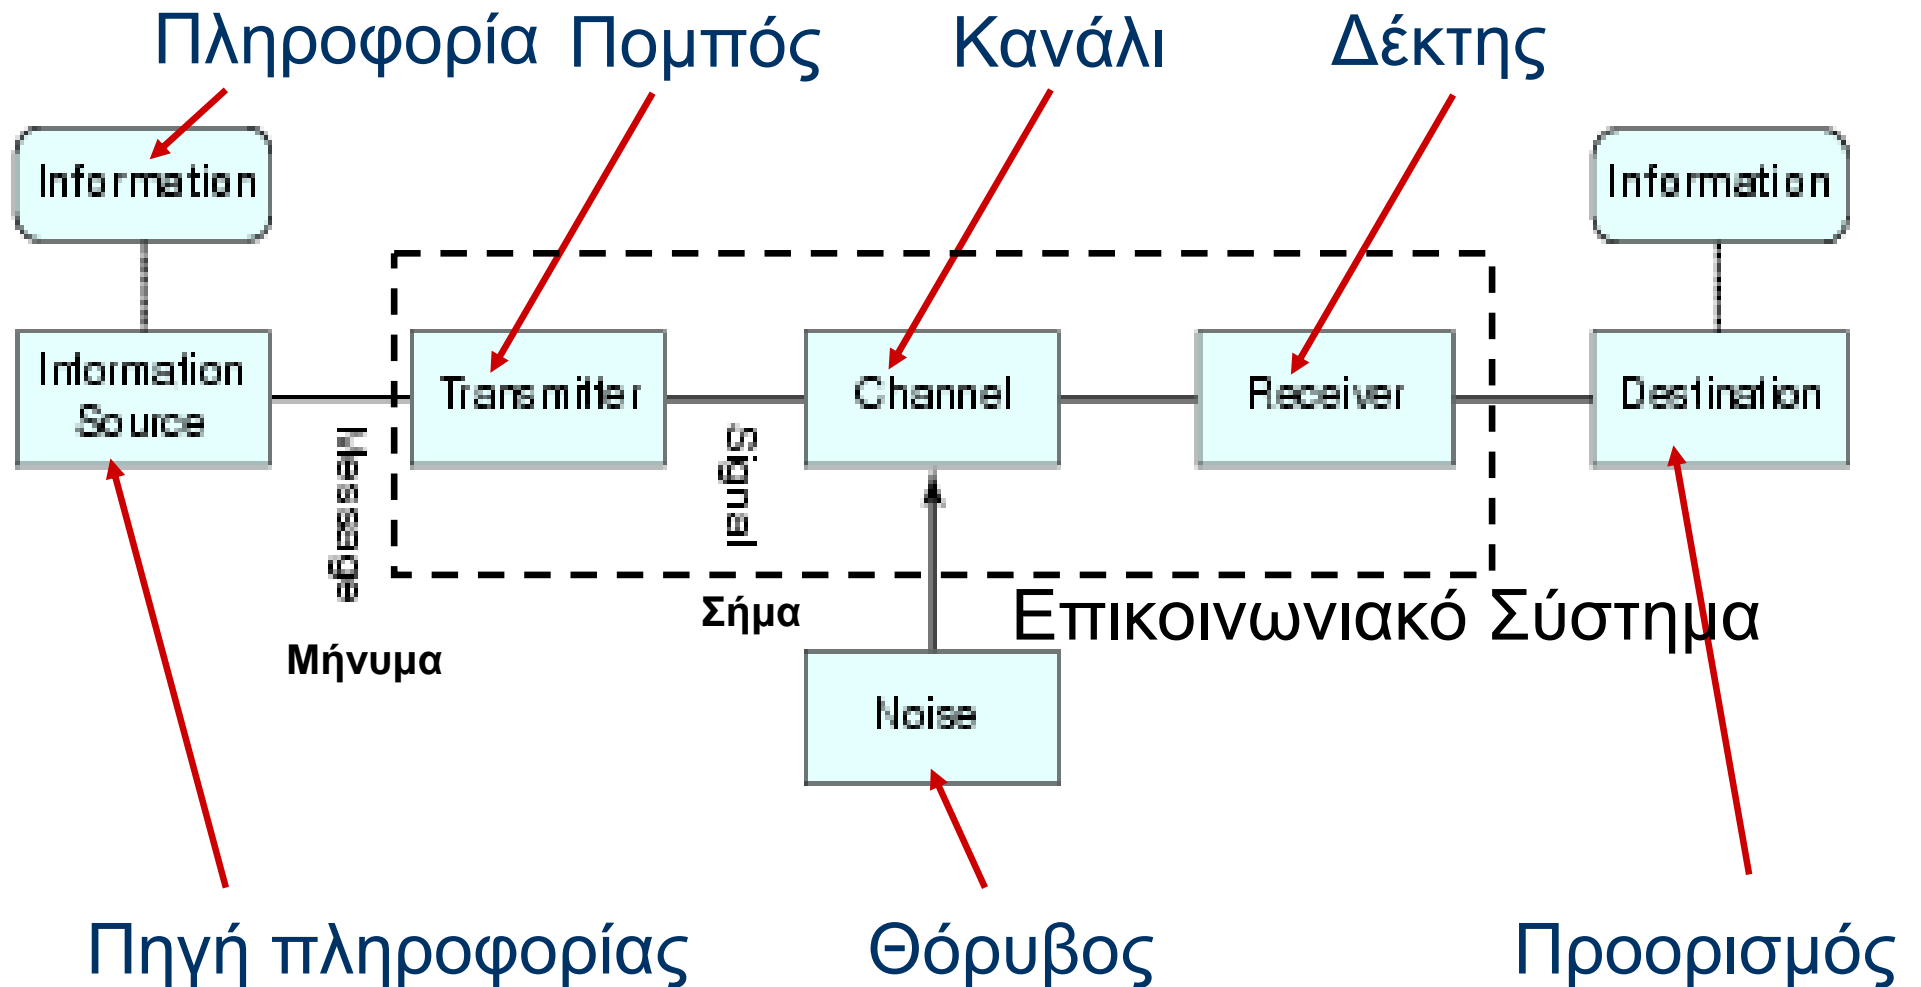 Πληροφορία Πομπός Κανάλι Δέκτης
Information
Information
Information
Source
Transmitter
Channel
Receiver
Destination
Message
Signal
Σήμα
Επικοινωνιακό Σύστημα
Μήνυμα
Noise
Πηγή πληροφορίας
Θόρυβος
Προορισμός